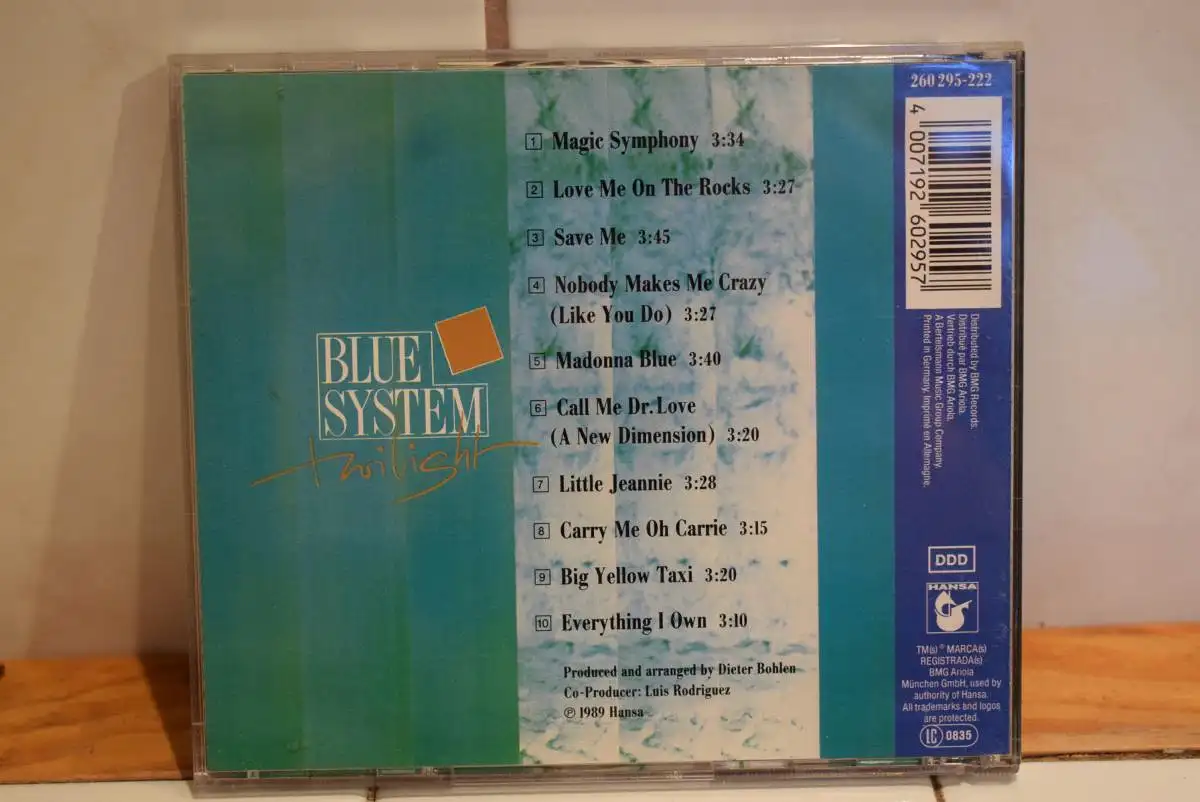 BLUE
SYSTEM
twilight
1 Magic Symphony 3:34
2 Love Me On The Rocks 3:27
3 Save Me 3:45
4 Nobody Makes Me Crazy
(Like You Do) 3:27
5 Madonna Blue 3:40
6 Call Me Dr. Love
(A New Dimension) 3:20
7 Little Jeannie 3:28
8 Carry Me Oh Carrie 3:15
9 Big Yellow Taxi 3:20
10 Everything I Own 3:10
Produced and arranged by Dieter Bohlen
Co-Producer: Luis Rodriguez
℗ 1989 Hansa
260 295-222
4 007192 602957
Distributed by BMG Records.
Distribué par BMG Ariola.
Vertrieb durch BMG Ariola.
A Bertelsmann Music Group Company.
Printed in Germany. Imprimé en Allemagne.
DDD
HANSA
TM(s) ® MARCA(s)
REGISTRADA(s)
BMG Ariola
München GmbH, used by
authority of Hansa.
All trademarks and logos
are protected.
LC 0835